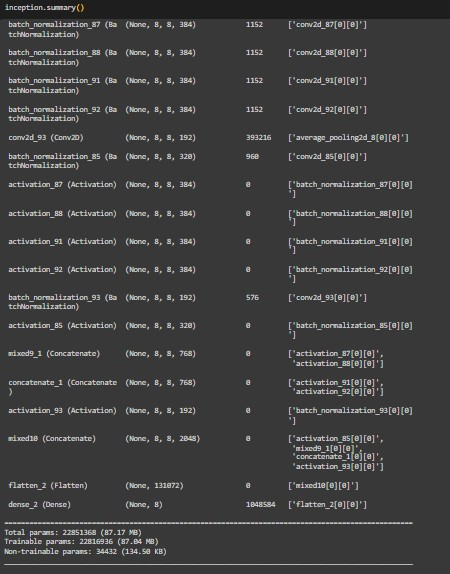 inception.summary()
batch_normalization_87 (Ba (None, 8, 8, 384) 1152 ['conv2d_87[0][0]']
tchNormalization)
batch_normalization_88 (Ba (None, 8, 8, 384) 1152 ['conv2d_88[0][0]']
tchNormalization)
batch_normalization_91 (Ba (None, 8, 8, 384) 1152 ['conv2d_91[0][0]']
tchNormalization)
batch_normalization_92 (Ba (None, 8, 8, 384) 1152 ['conv2d_92[0][0]']
tchNormalization)
conv2d_93 (Conv2D) (None, 8, 8, 192) 393216 ['average_pooling2d_8[0][0]']
batch_normalization_85 (Ba (None, 8, 8, 320) 960 ['conv2d_85[0][0]']
tchNormalization)
activation_87 (Activation) (None, 8, 8, 384) 0 ['batch_normalization_87[0][0]
']
activation_88 (Activation) (None, 8, 8, 384) 0 ['batch_normalization_88[0][0]
']
activation_91 (Activation) (None, 8, 8, 384) 0 ['batch_normalization_91[0][0]
']
activation_92 (Activation) (None, 8, 8, 384) 0 ['batch_normalization_92[0][0]
']
batch_normalization_93 (Ba (None, 8, 8, 192) 576 ['conv2d_93[0][0]']
tchNormalization)
activation_85 (Activation) (None, 8, 8, 320) 0 ['batch_normalization_85[0][0]
']
mixed9_1 (Concatenate) (None, 8, 8, 768) 0 ['activation_87[0][0]',
'activation_88[0][0]']
concatenate_1 (Concatenate (None, 8, 8, 768) 0 ['activation_91[0][0]',
) 'activation_92[0][0]']
activation_93 (Activation) (None, 8, 8, 192) 0 ['batch_normalization_93[0][0]
']
mixed10 (Concatenate) (None, 8, 8, 2048) 0 ['activation_85[0][0]',
'mixed9_1[0][0]',
'concatenate_1[0][0]',
'activation_93[0][0]']
flatten_2 (Flatten) (None, 131072) 0 ['mixed10[0][0]']
dense_2 (Dense) (None, 8) 1048584 ['flatten_2[0][0]']
==================================================================================================
Total params: 22851368 (87.17 MB)
Trainable params: 22816936 (87.04 MB)
Non-trainable params: 34432 (134.50 KB)